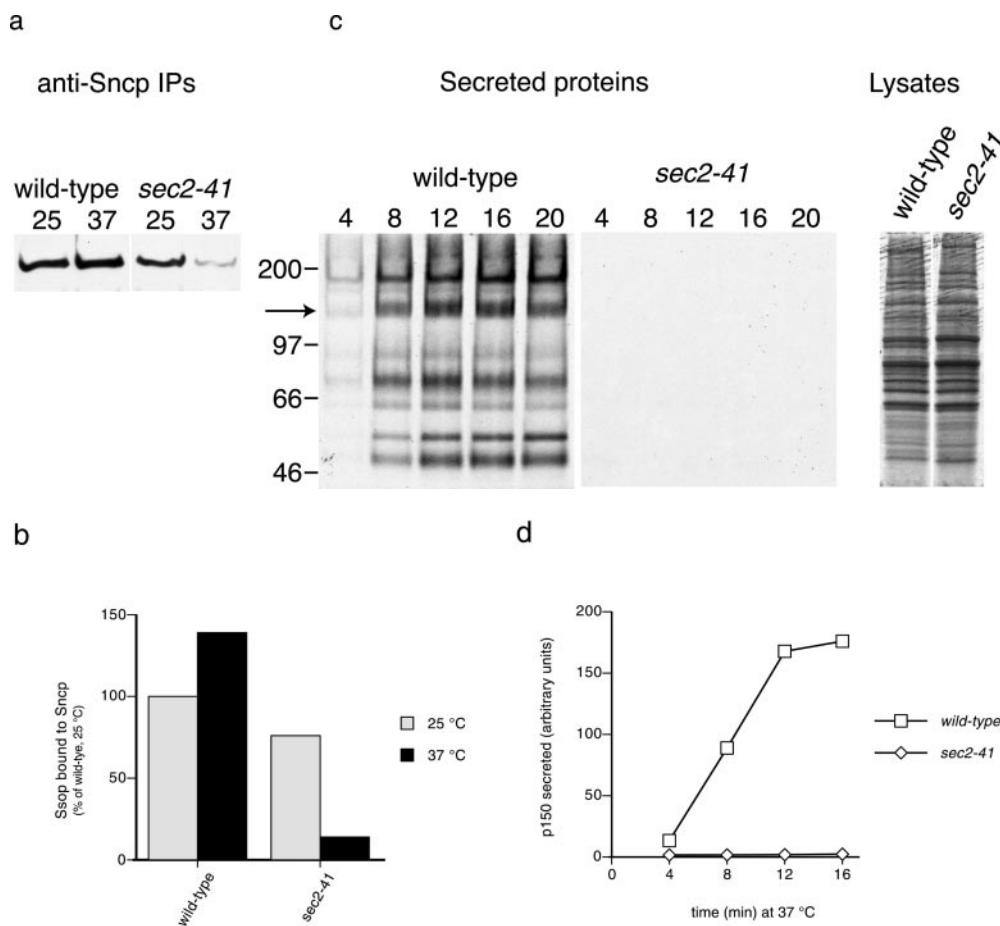 a
c
anti-Sncp IPs
Secreted proteins
Lysates
wild-type sec2-41
25 37 25 37
wild-type
sec2-41
4 8 12 16 20
4 8 12 16 20
wild-type
sec2-41
200
97
66
46
b
Ssop bound to Sncp
(% of wild-tye, 25 °C)
150
100
50
0
wild-type
sec2-41
25 °C
37 °C
d
p150 secreted (arbitrary units)
200
150
100
50
0
0 4 8 12 16
time (min) at 37 °C
wild-type
sec2-41